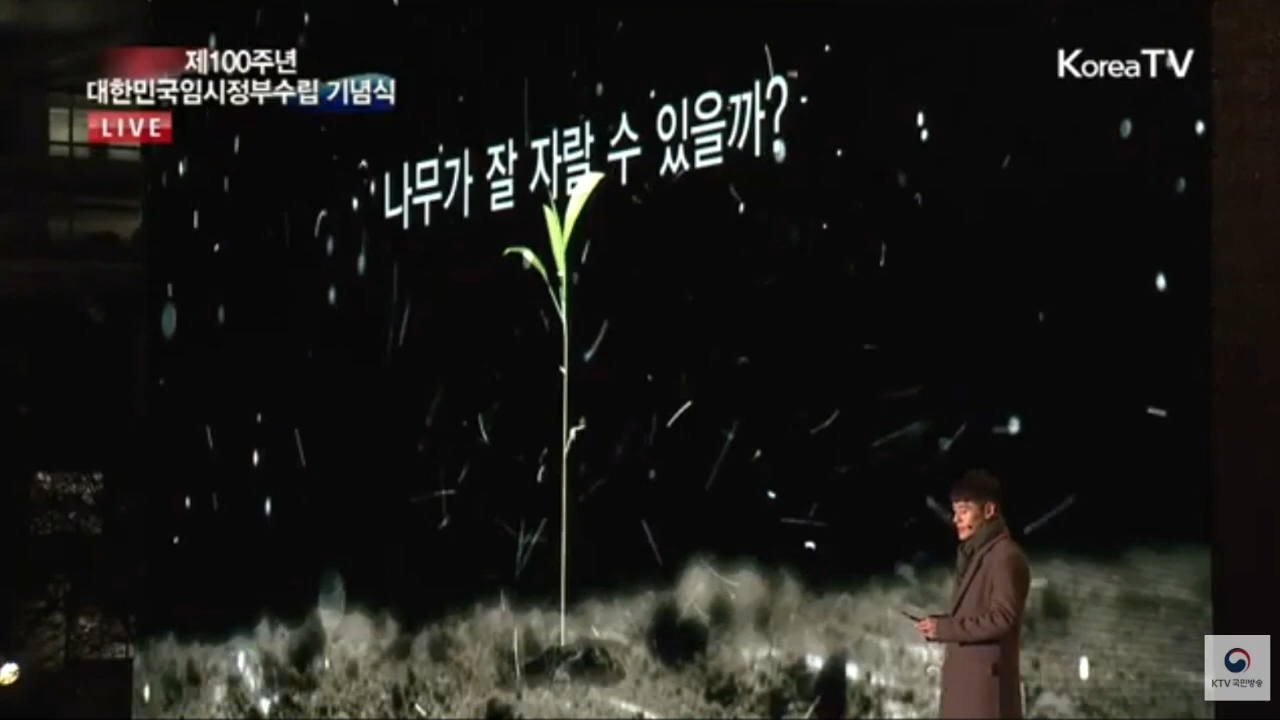 제100주년
대한민국임시정부수립 기념식
LIVE
KoreaTV
나무가 잘 자랄 수 있을까?
KTV 국민방송